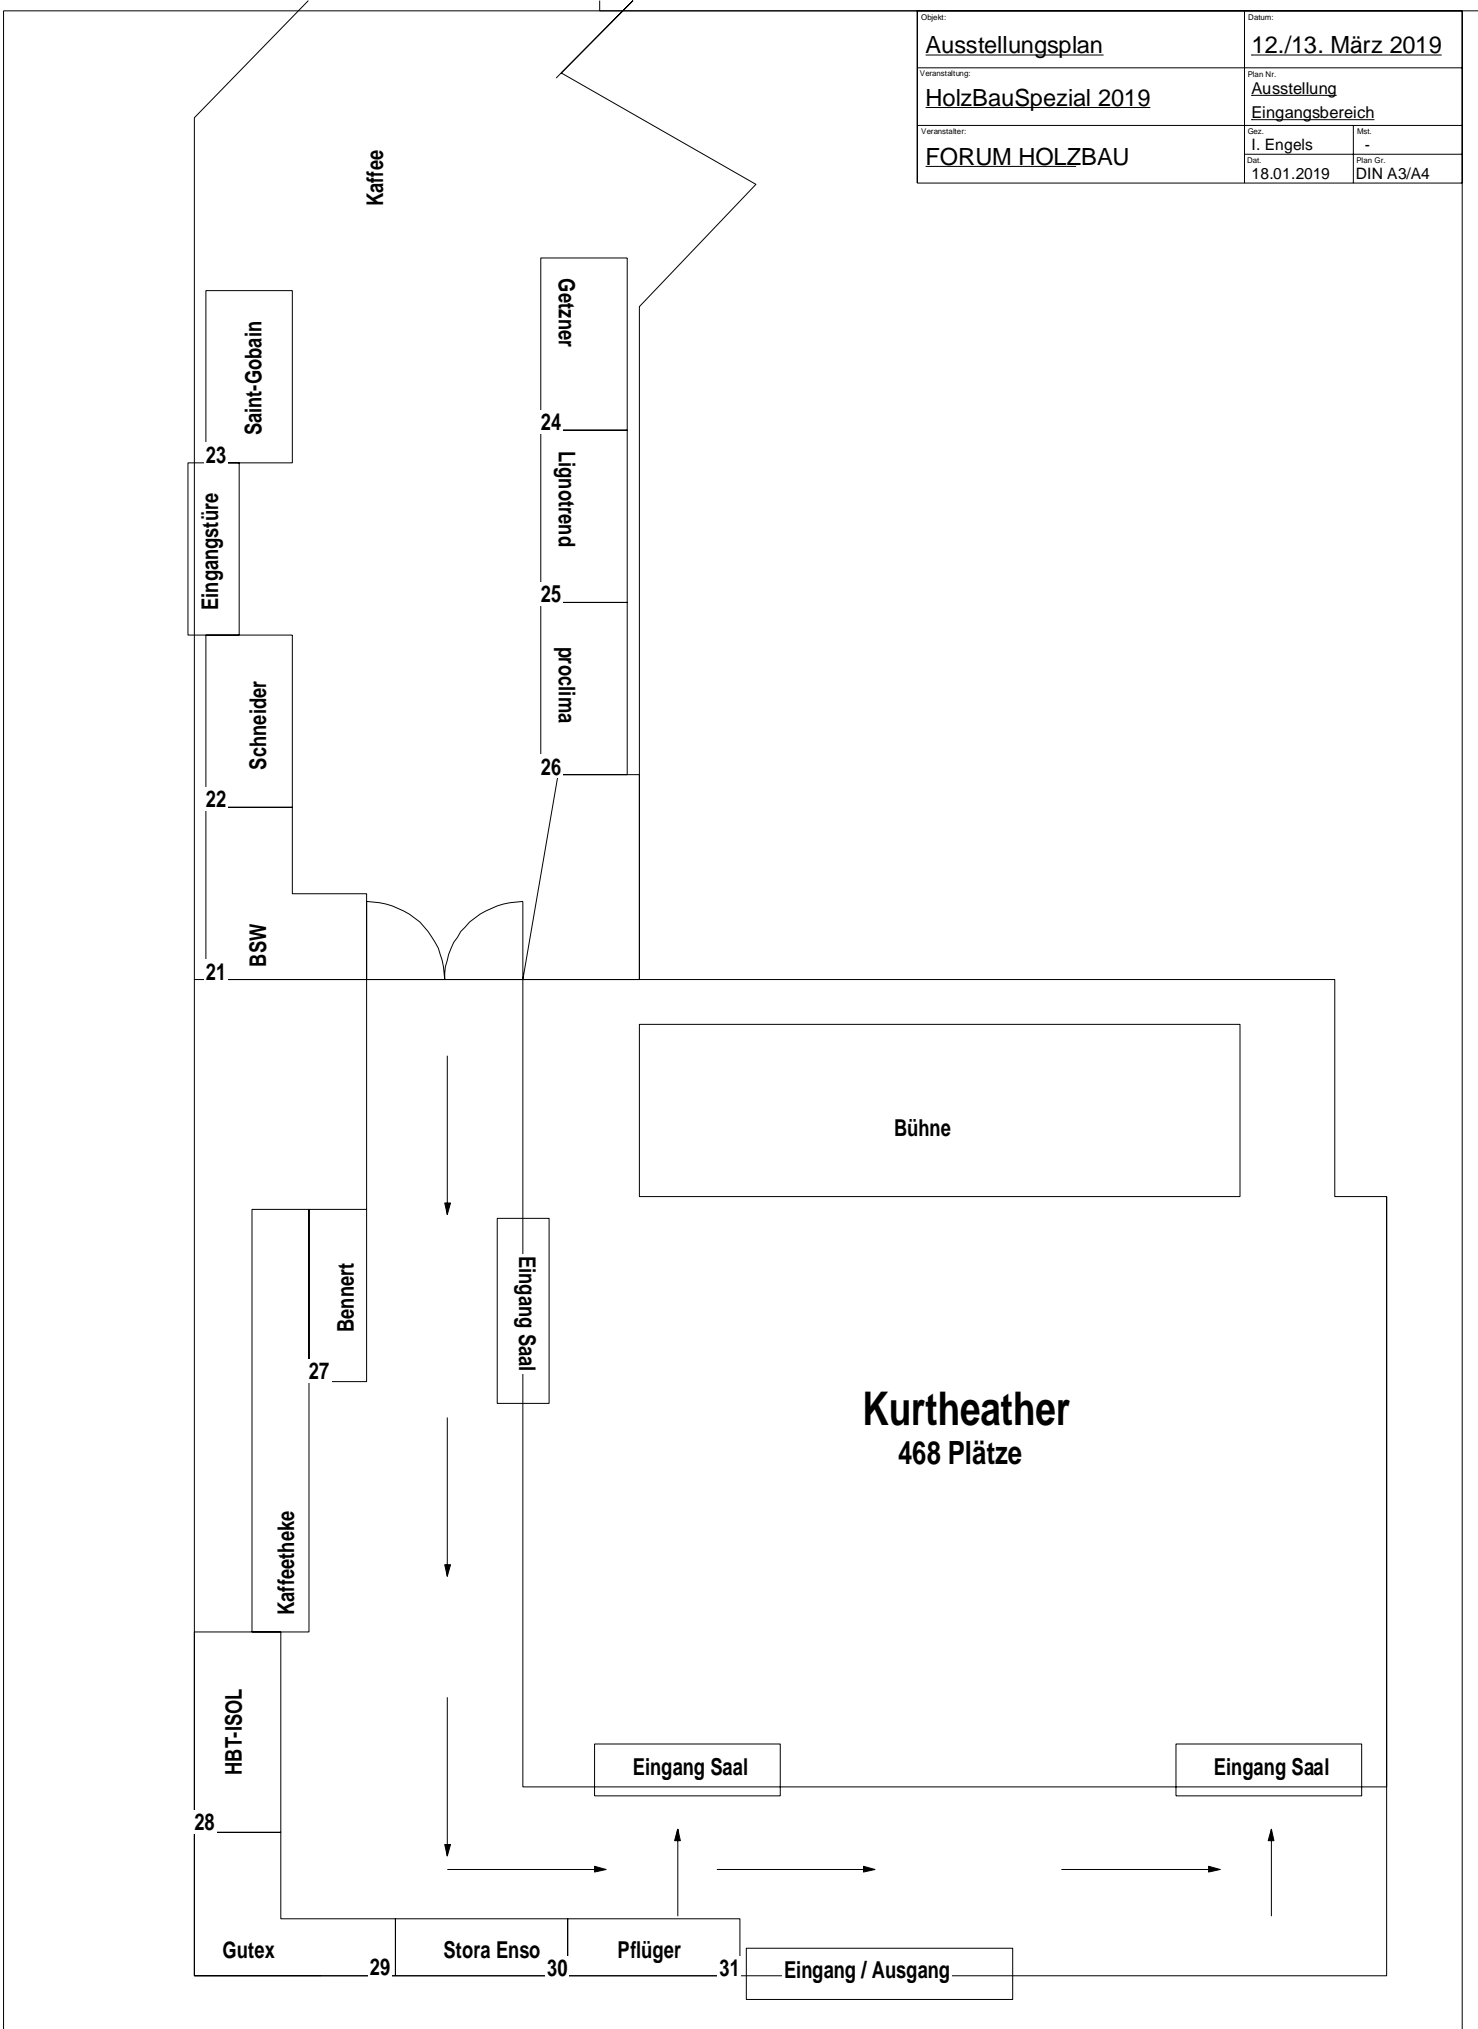 Objekt:
Ausstellungsplan
Datum:
12./13. März 2019
Veranstaltung:
HolzBauSpezial 2019
Plan Nr.
Ausstellung
Eingangsbereich
Veranstalter:
FORUM HOLZBAU
Gez.
I. Engels
Mst.
-
Dat.
18.01.2019
Plan Gr.
DIN A3/A4
Kaffee
Getzner
24
Saint-Gobain
23
Lignotrend
25
Eingangstüre
proclima
26
Schneider
22
BSW
21
Bühne
Bennert
27
Eingang Saal
Kurtheather
468 Plätze
Kaffeetheke
HBT-ISOL
28
Eingang Saal
Eingang Saal
Gutex
29
Stora Enso
30
Pflüger
31
Eingang / Ausgang